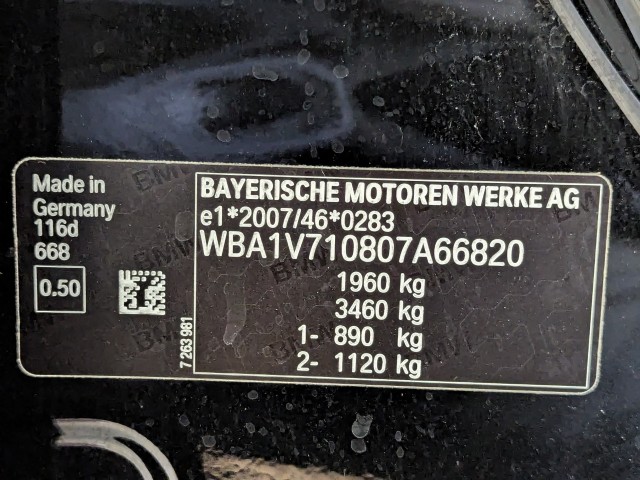 Made in
Germany
116d
668
0.50
7 263 981
BAYERISCHE MOTOREN WERKE AG
e1*2007/46*0283
WBA1V710807A66820
1960 kg
3460 kg
1- 890 kg
2- 1120 kg